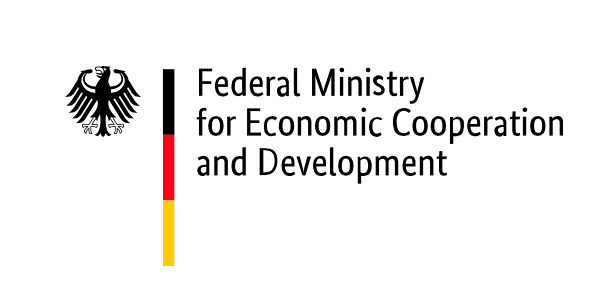 Federal Ministry
for Economic Cooperation
and Development